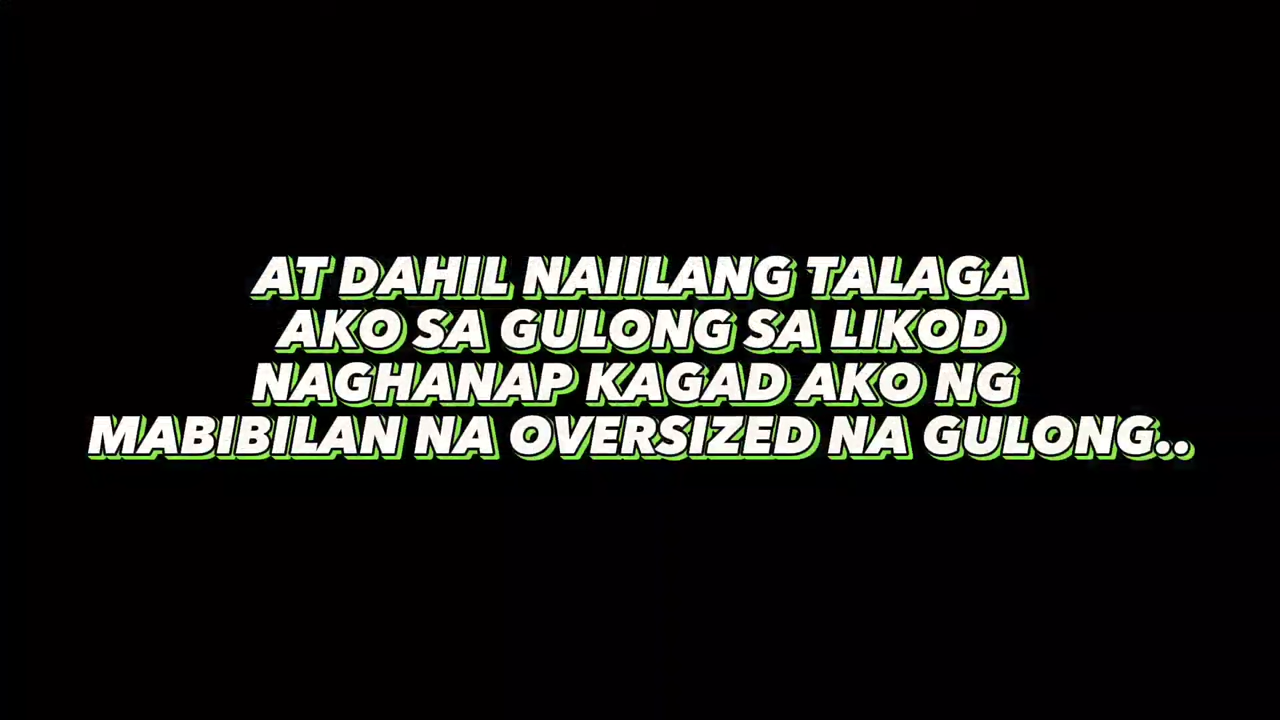 AT DAHIL NAIILANG TALAGA
AKO SA GULONG SA LIKOD
NAGHANAP KAGAD AKO NG
MABIBILAN NA OVERSIZED NA GULONG..